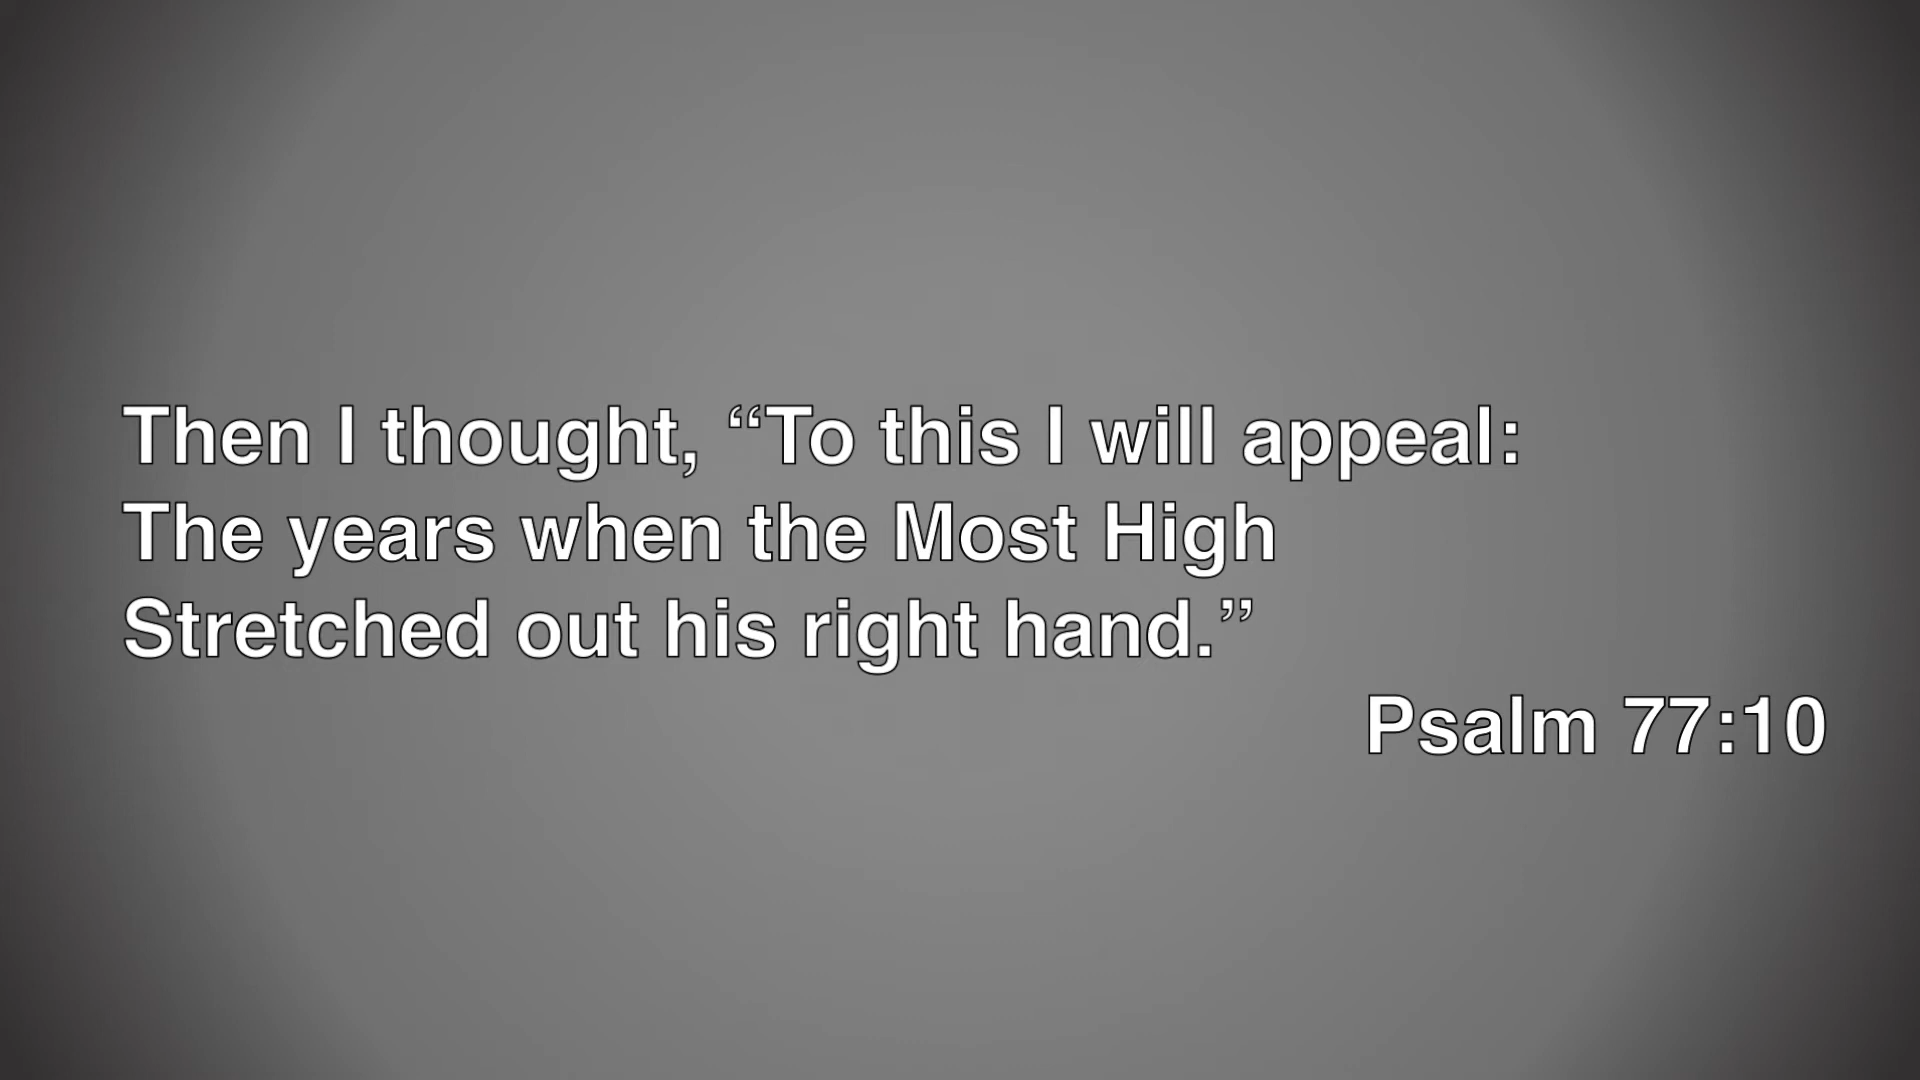 Then I thought, “To this I will appeal:
The years when the Most High
Stretched out his right hand.”
Psalm 77:10